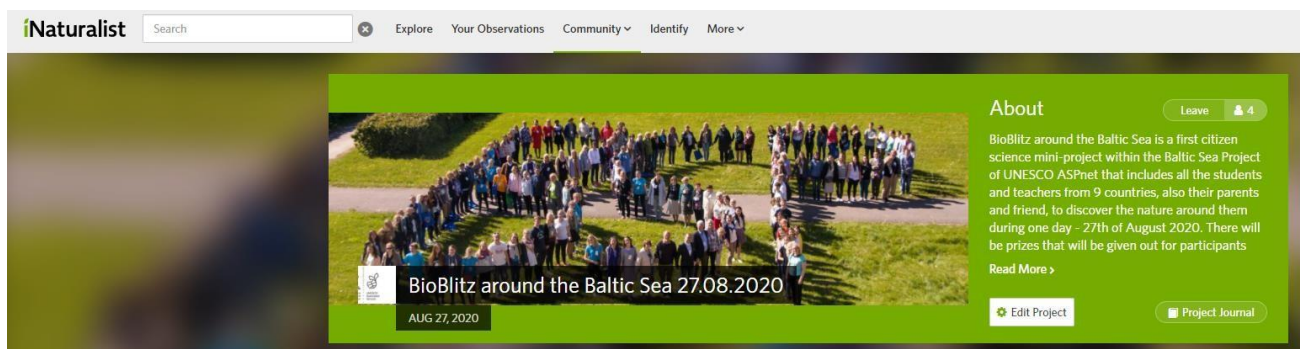 iNaturalist Search Explore Your Observations Community Identify More
About
Leave 4
BioBlitz around the Baltic Sea is a first citizen
science mini-project within the Baltic Sea Project
of UNESCO ASPnet that includes all the students
and teachers from 9 countries, also their parents
and friend, to discover the nature around them
during one day - 27th of August 2020. There will
be prizes that will be given out for participants
Read More >
BioBlitz around the Baltic Sea 27.08.2020
AUG 27, 2020
Edit Project
Project Journal